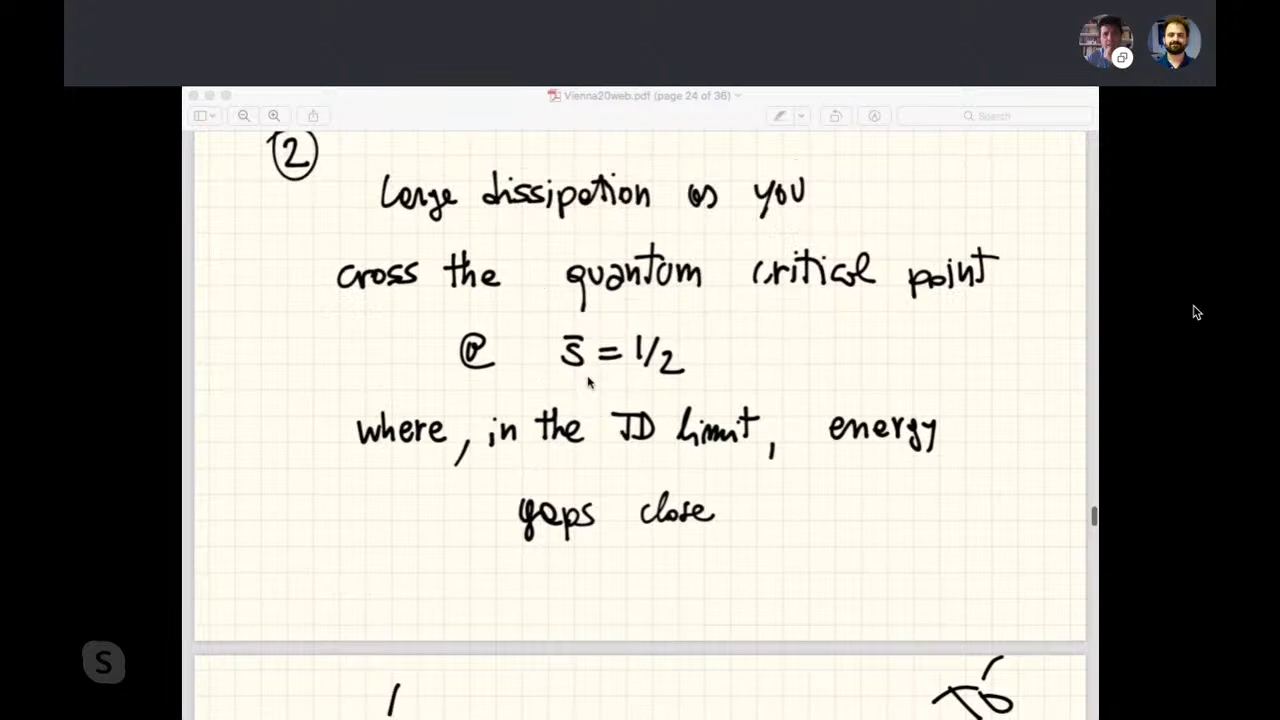 Vienna20web.pdf (page 24 of 36)
Search
2
Large dissipation as you
cross the quantum critical point
@ s̄ = 1/2
where, in the TD limit, energy
gaps close
S